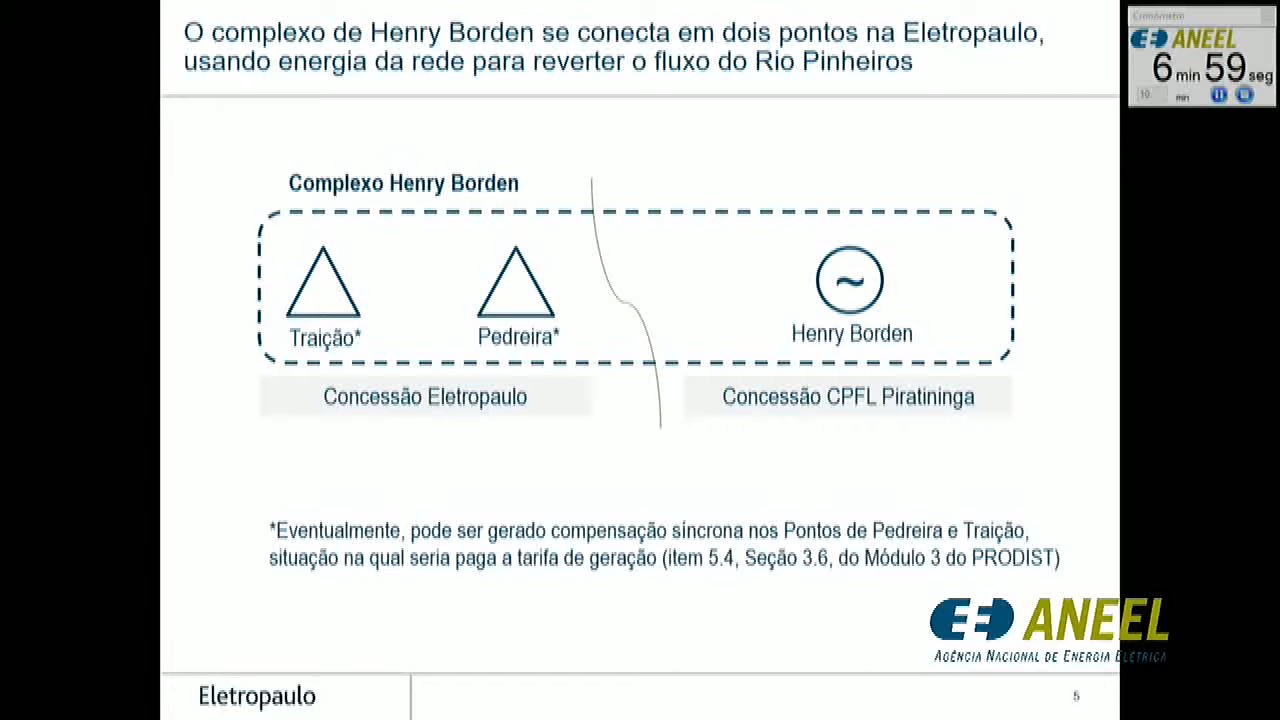 O complexo de Henry Borden se conecta em dois pontos na Eletropaulo,
usando energia da rede para reverter o fluxo do Rio Pinheiros
Cronômetro
ANEEL
6 min 59 seg
10 min
Complexo Henry Borden
Traição*
Pedreira*
~
Henry Borden
Concessão Eletropaulo
Concessão CPFL Piratininga
*Eventualmente, pode ser gerado compensação síncrona nos Pontos de Pedreira e Traição,
situação na qual seria paga a tarifa de geração (item 5.4, Seção 3.6, do Módulo 3 do PRODIST)
ANEEL
AGÊNCIA NACIONAL DE ENERGIA ELÉTRICA
Eletropaulo
5